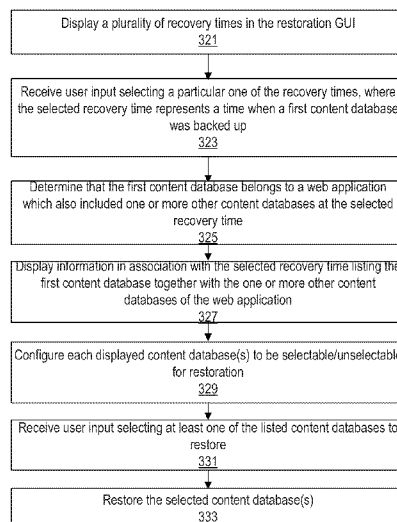 Display a plurality of recovery times in the restoration GUI
321
Receive user input selecting a particular one of the recovery times, where
the selected recovery time represents a time when a first content database
was backed up
323
Determine that the first content database belongs to a web application
which also included one or more other content databases at the selected
recovery time
325
Display information in association with the selected recovery time listing the
first content database together with the one or more other content
databases of the web application
327
Configure each displayed content database(s) to be selectable/unselectable
for restoration
329
Receive user input selecting at least one of the listed content databases to
restore
331
Restore the selected content database(s)
333